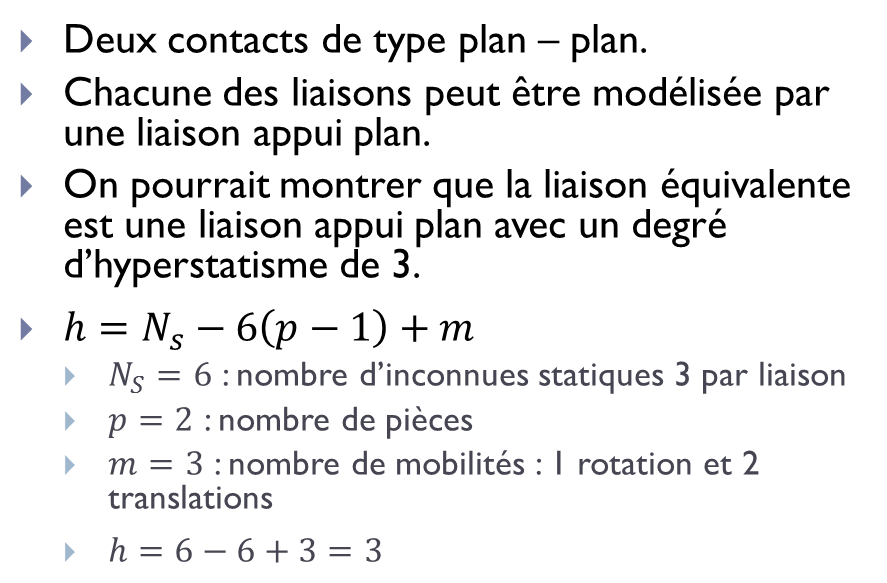 Deux contacts de type plan – plan.
Chacune des liaisons peut être modélisée par
une liaison appui plan.
On pourrait montrer que la liaison équivalente
est une liaison appui plan avec un degré
d’hyperstatisme de 3.
ℎ = 𝑁ₛ − 6(𝑝 − 1) + 𝑚
𝑁_S = 6 : nombre d’inconnues statiques 3 par liaison
𝑝 = 2 : nombre de pièces
𝑚 = 3 : nombre de mobilités : 1 rotation et 2
translations
ℎ = 6 − 6 + 3 = 3